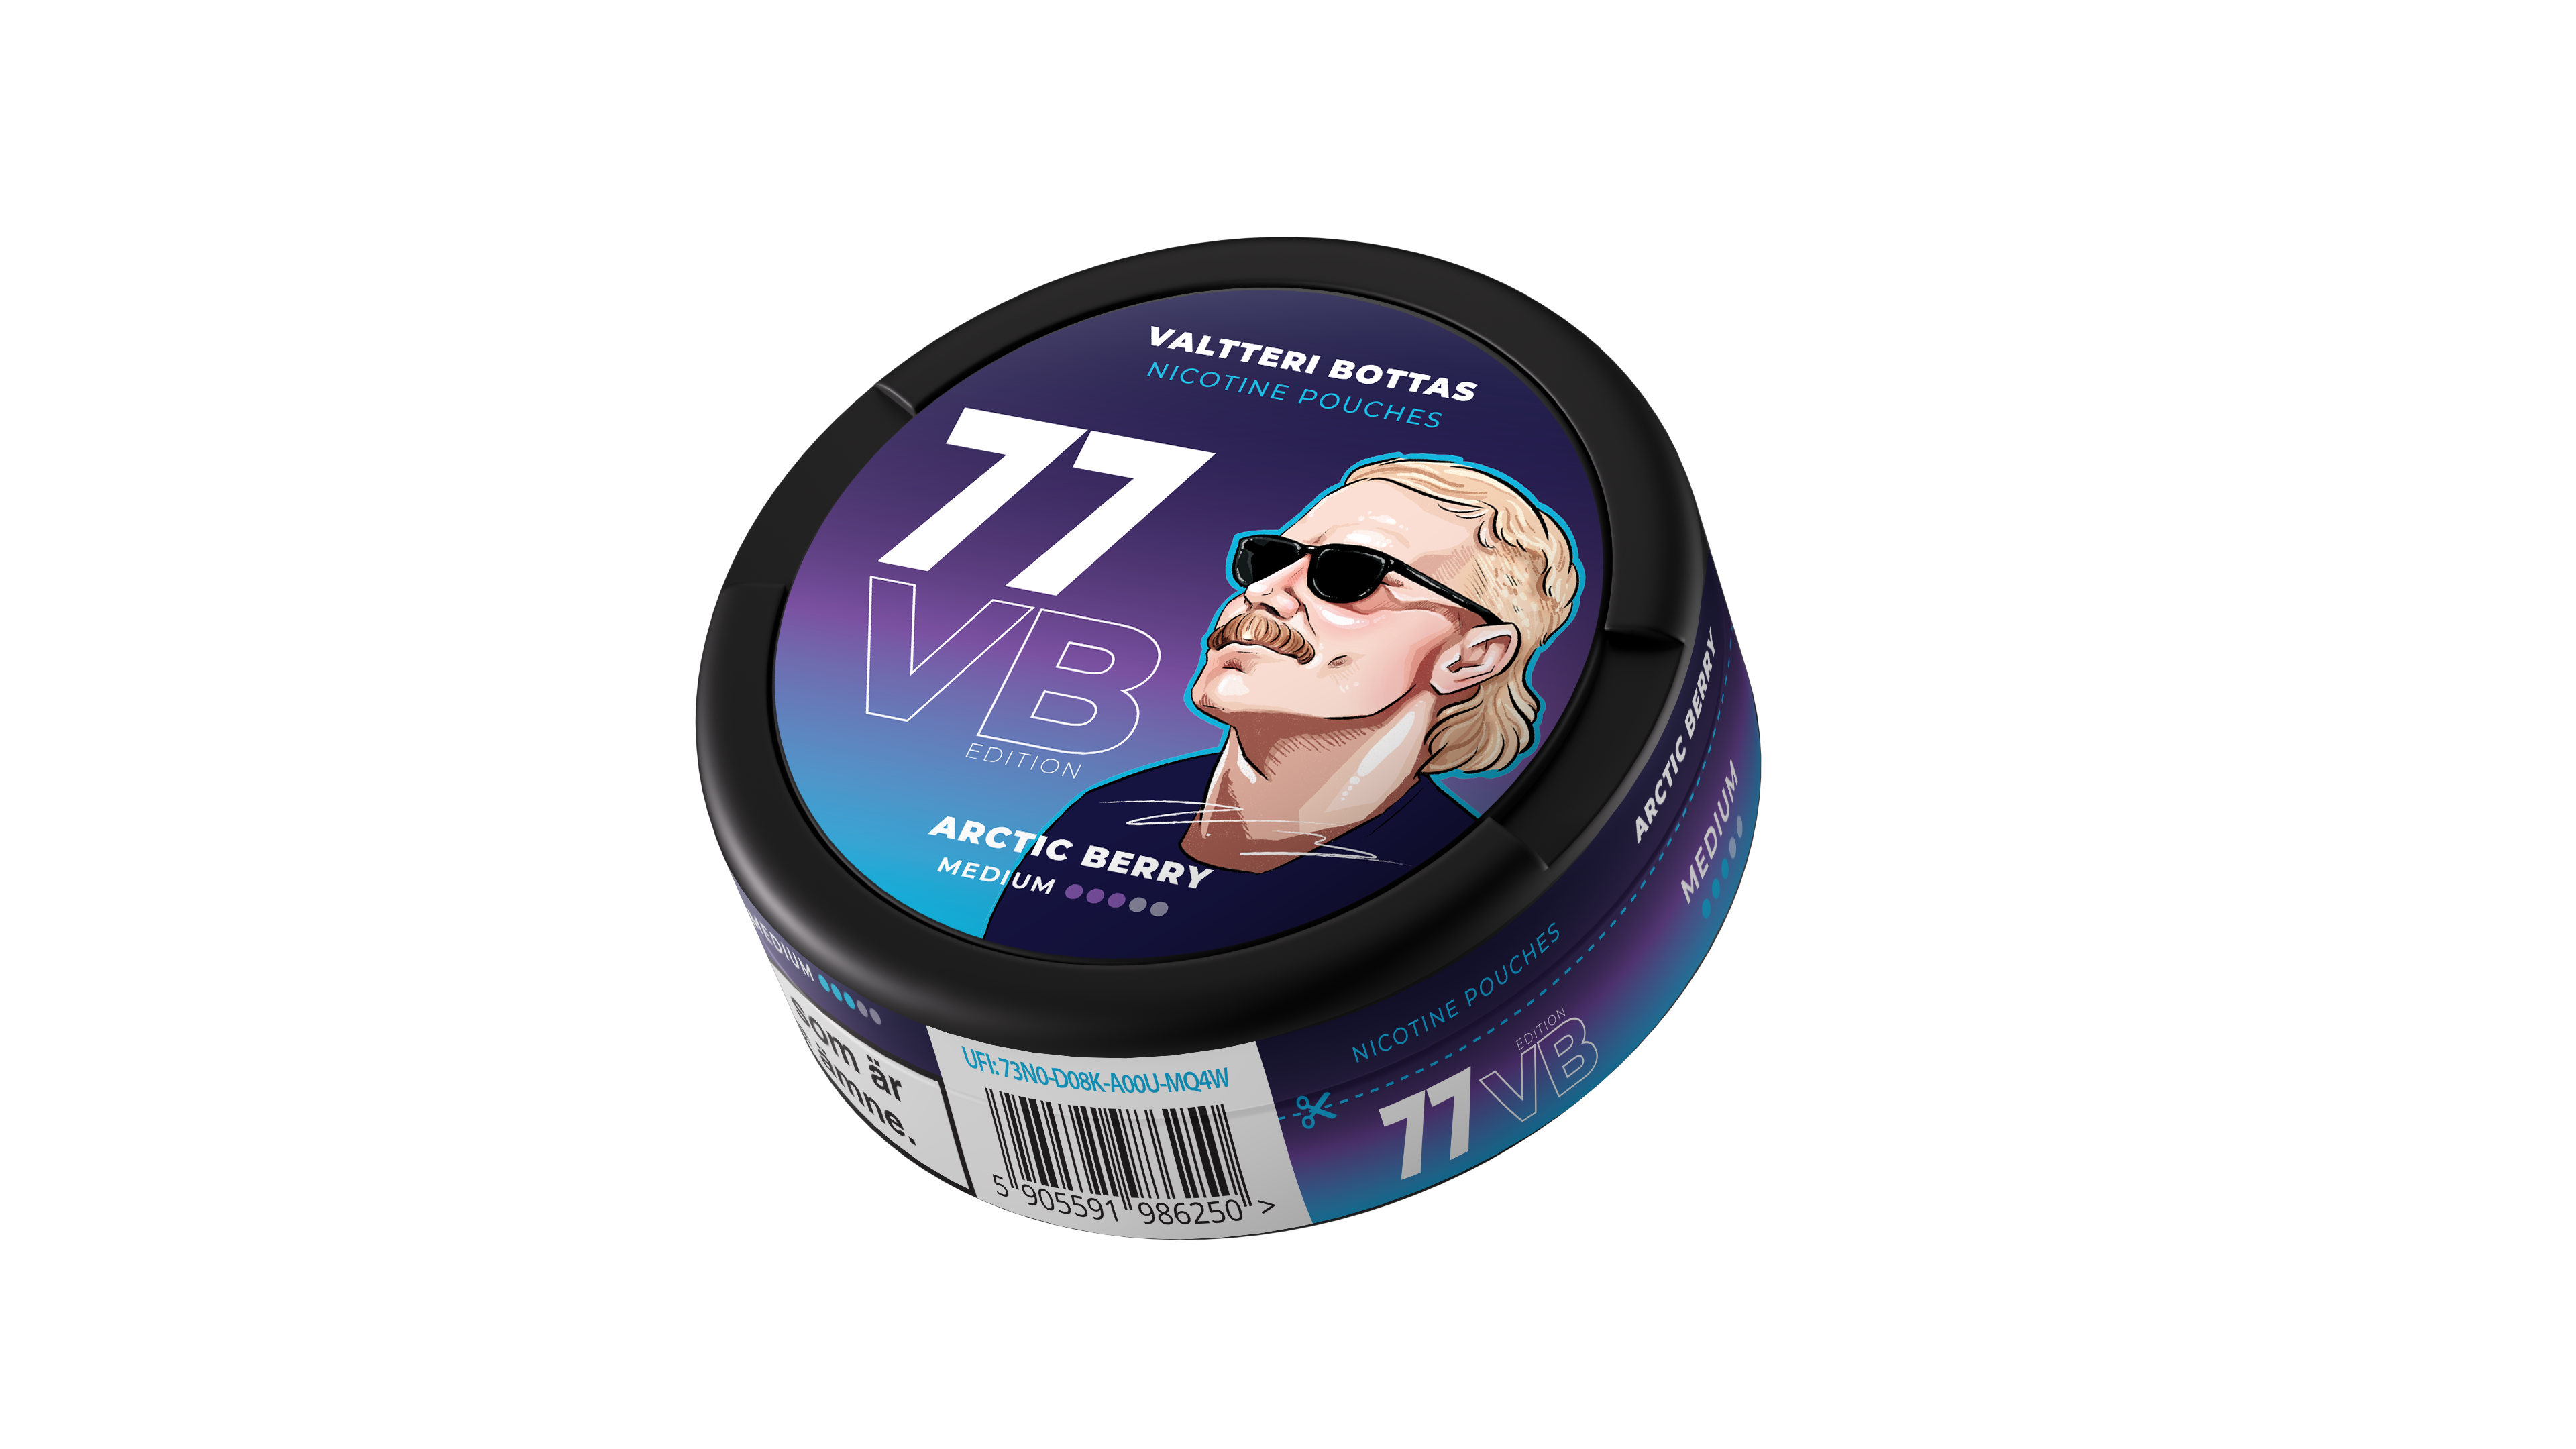 VALTTERI BOTTAS
NICOTINE POUCHES
77
VB
EDITION
ARCTIC BERRY
MEDIUM
ARCTIC BERRY
MEDIUM
NICOTINE POUCHES
EDITION
77 VB
MEDIUM
som är
UFI: 73N0-D08K-A00U-MQ4W
5 905591 986250 >